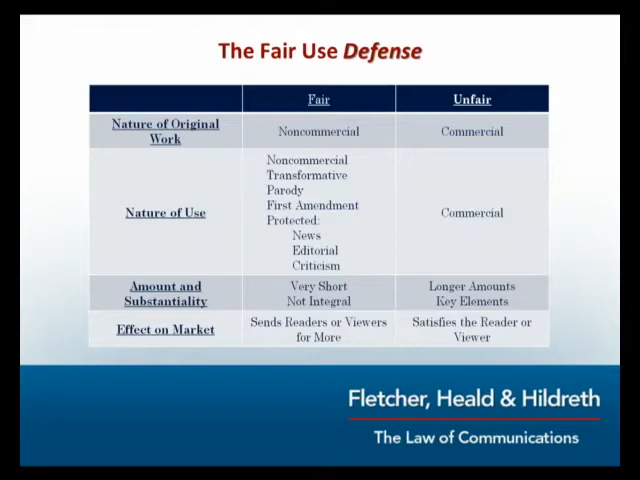 The Fair Use Defense
Fair
Unfair
Nature of Original
Work
Noncommercial
Commercial
Nature of Use
Noncommercial
Transformative
Parody
First Amendment
Protected:
News
Editorial
Criticism
Commercial
Amount and
Substantiality
Very Short
Not Integral
Longer Amounts
Key Elements
Effect on Market
Sends Readers or Viewers
for More
Satisfies the Reader or
Viewer
Fletcher, Heald & Hildreth
The Law of Communications